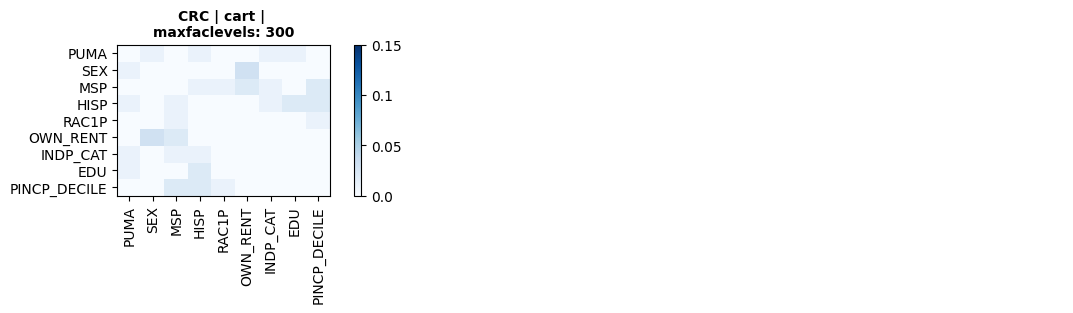 CRC | cart |
maxfaclevels: 300
PUMA
SEX
MSP
HISP
RAC1P
OWN_RENT
INDP_CAT
EDU
PINCP_DECILE
0.15
0.1
0.05
0.0
PUMA
SEX
MSP
HISP
RAC1P
OWN_RENT
INDP_CAT
EDU
PINCP_DECILE